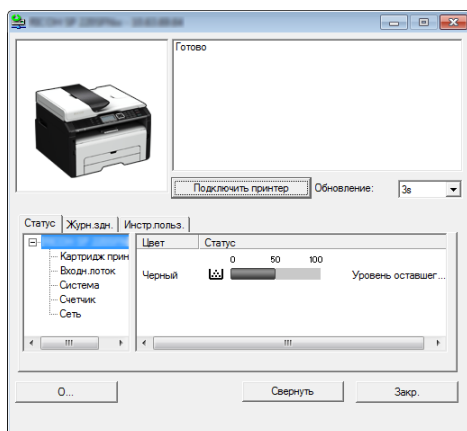 Готово
Подключить принтер
Обновление:
3s
Статус
Журн.здн.
Инстр.польз.
Цвет Статус
Картридж прин
Входн.лоток
Система
Счетчик
Сеть
0 50 100
Черный
Уровень оставшег...
О...
Свернуть
Закр.